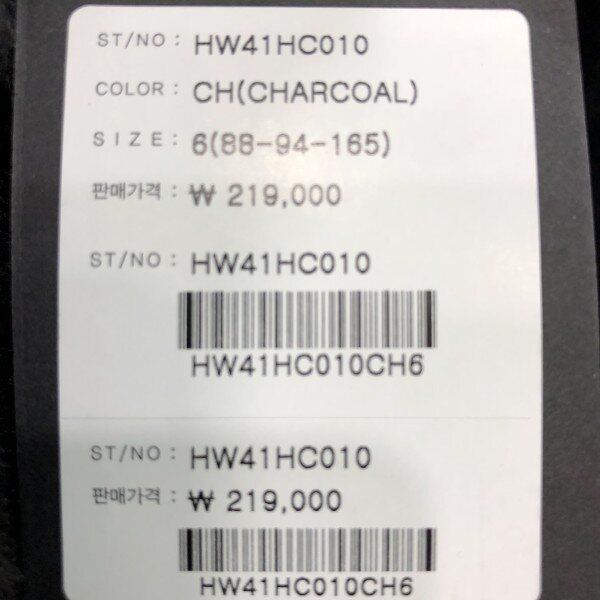 ST/NO : HW41HC010
COLOR : CH(CHARCOAL)
SIZE : 6(88-94-165)
판매가격 : ₩ 219,000
ST/NO : HW41HC010
HW41HC010CH6
ST/NO : HW41HC010
판매가격 : ₩ 219,000
HW41HC010CH6